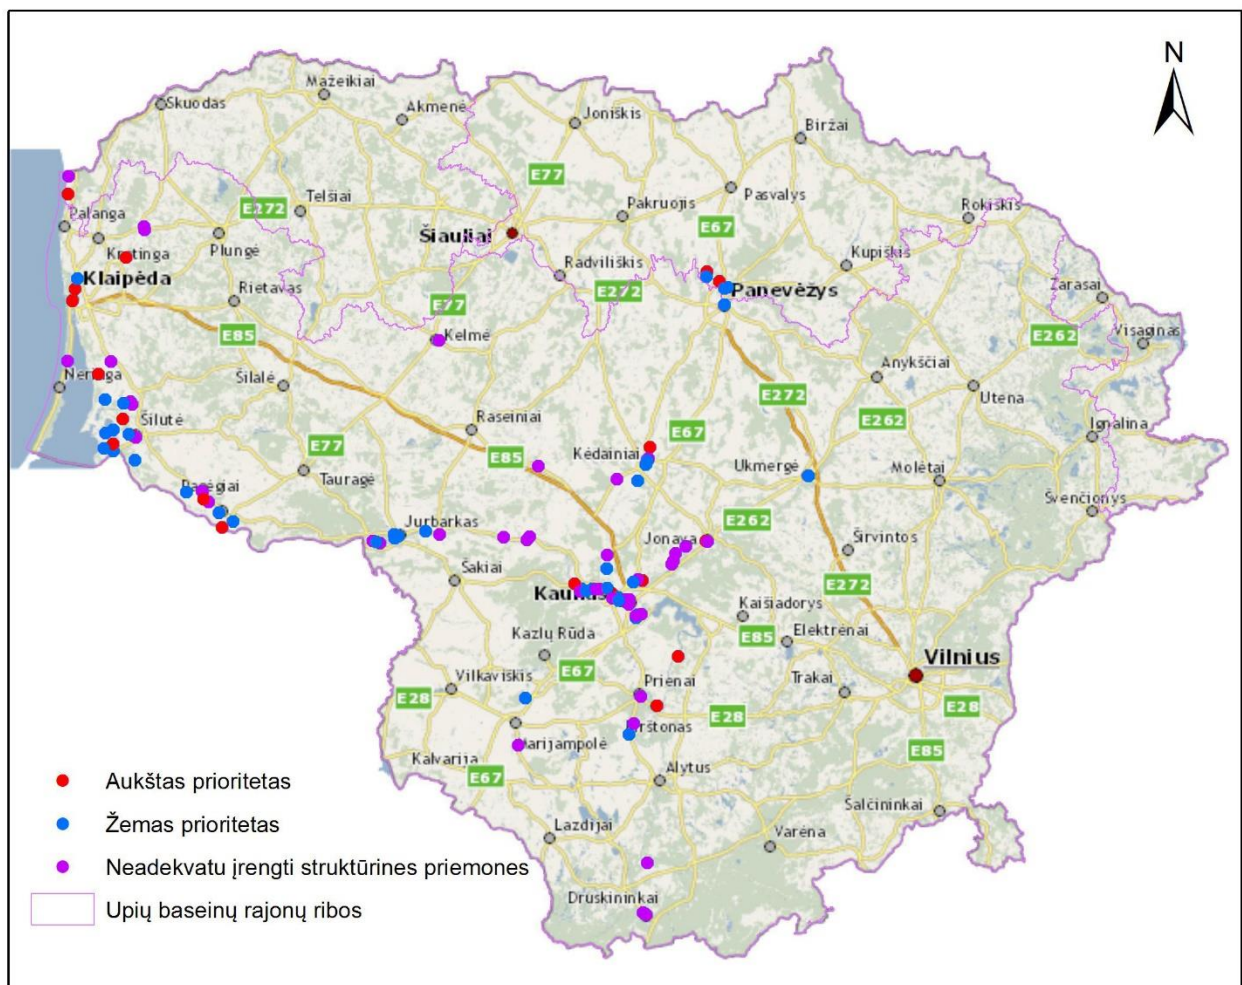 N
Mažeikiai
Skuodas
Akmenė
Joniškis
Biržai
E77
Telšiai
Pasvalys
E272
Pakruojis
Rokiškis
Palanga
E67
Šiauliai
Kretinga
Plungė
Kupiškis
Radviliškis
Klaipėda
E272
Panevėžys
Zarasai
Rietavas
E77
E85
Kelmė
E262
Visaginas
Anykščiai
Neringa
Šilalė
E272
Utena
Šilutė
Raseiniai
E262
E67
Ignalina
E77
E85
Kėdainiai
Ukmergė
Molėtai
Tauragė
Pagėgiai
Švenčionys
Jurbarkas
E262
Jonava
Širvintos
Šakiai
E272
Kaunas
Kaišiadorys
Kazlų Rūda
E85
Elektrėnai
Vilnius
E67
Vilkaviškis
Prienai
Trakai
E28
E28
E28
Birštonas
Marijampolė
E85
Kalvarija
E67
Alytus
Aukštas prioritetas
Šalčininkai
Žemas prioritetas
Lazdijai
Varėna
Neadekvatu įrengti struktūrines priemones
Druskininkai
Upių baseinų rajonų ribos